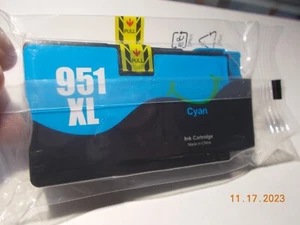 PULL
PULL
951
XL
Cyan
Ink Cartridge
Made in China
11.17.2023